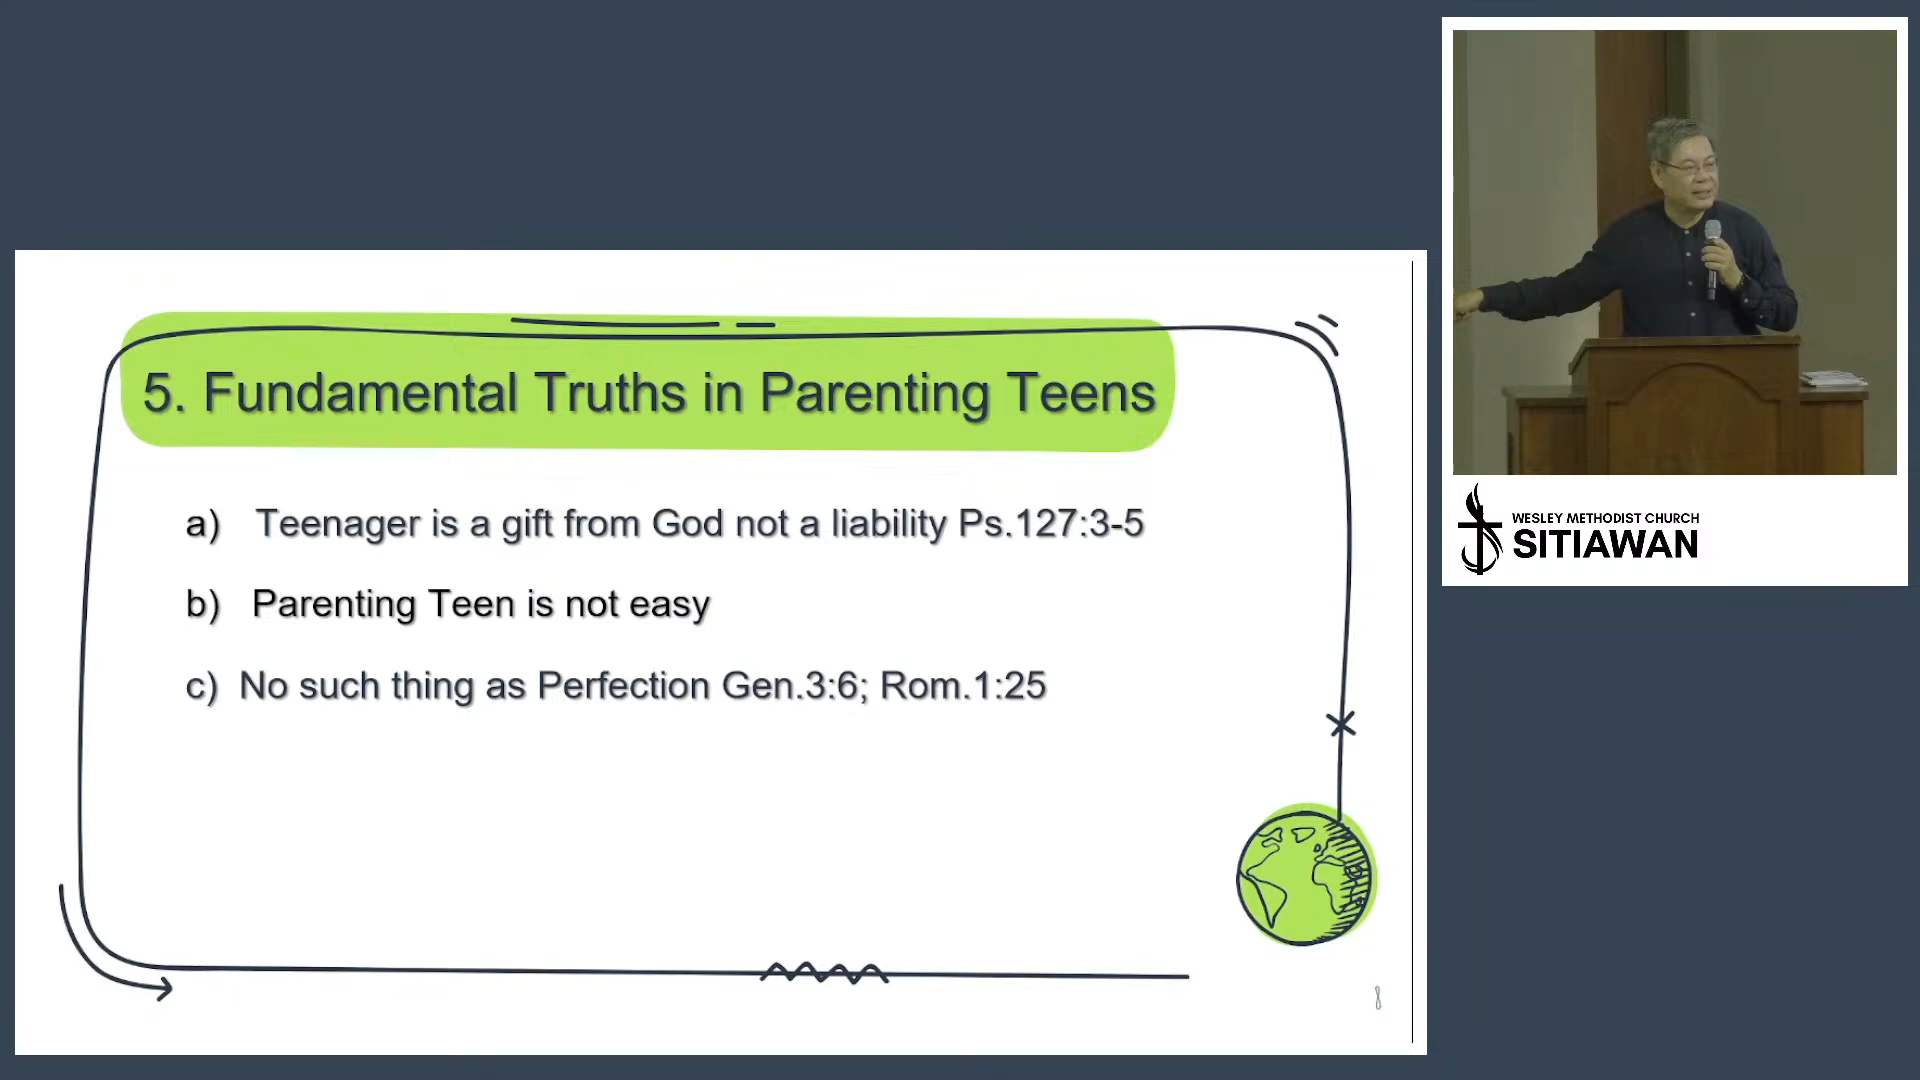 5. Fundamental Truths in Parenting Teens
a) Teenager is a gift from God not a liability Ps.127:3-5
b) Parenting Teen is not easy
c) No such thing as Perfection Gen.3:6; Rom.1:25
8
WESLEY METHODIST CHURCH
SITIAWAN